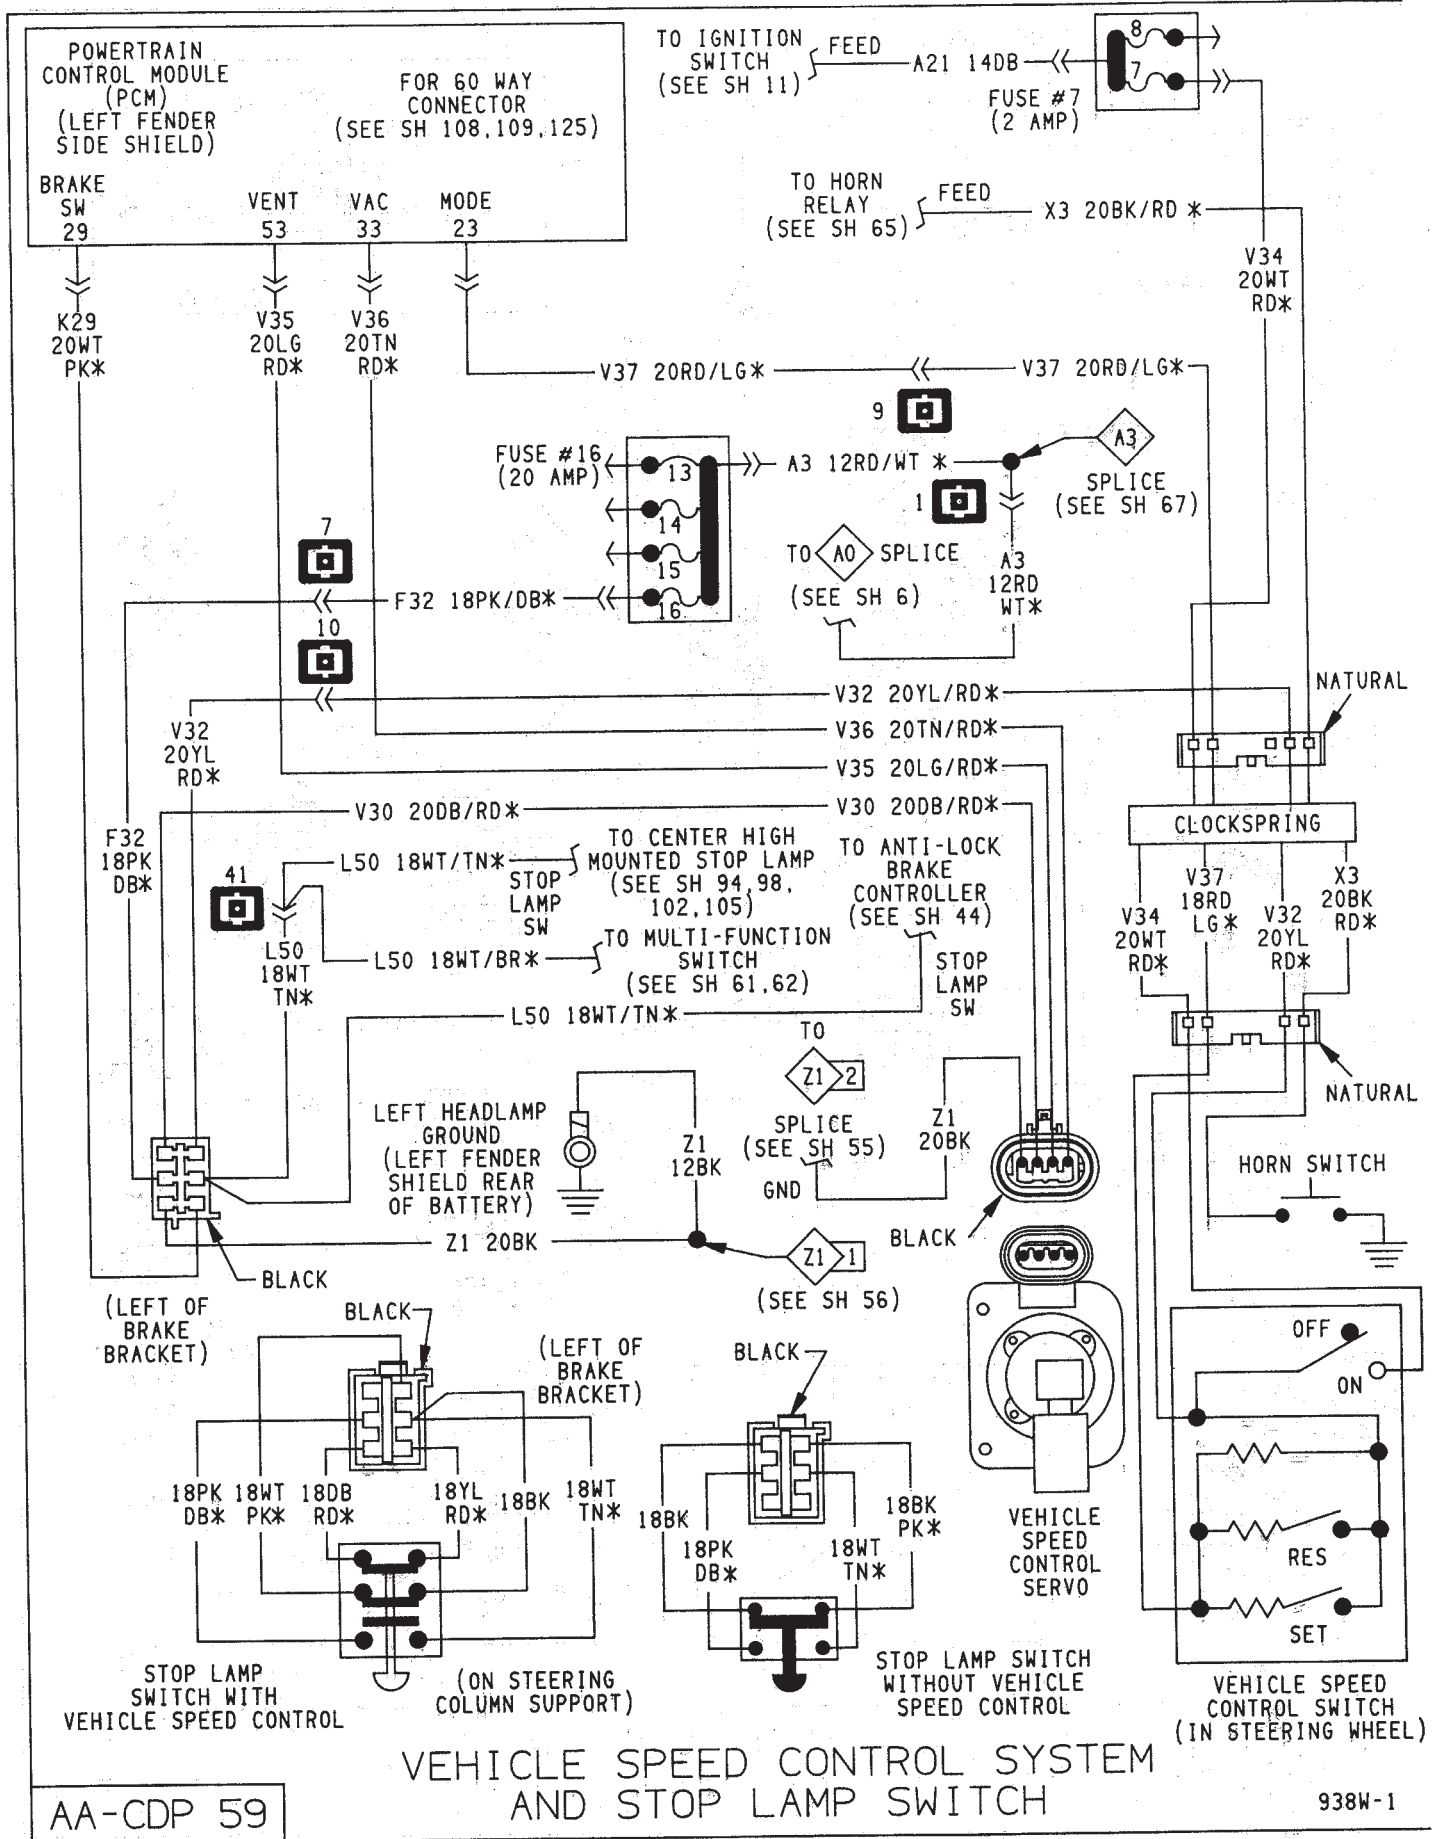 POWERTRAIN
CONTROL MODULE
(PCM)
(LEFT FENDER
SIDE SHIELD)
FOR 60 WAY
CONNECTOR
(SEE SH 108,109,125)
BRAKE
SW
29
VENT
53
VAC
33
MODE
23
TO IGNITION
SWITCH
(SEE SH 11)
FEED
A21 14DB
8
7
FUSE #7
(2 AMP)
TO HORN
RELAY
(SEE SH 65)
FEED
X3 20BK/RD *
V34
20WT
RD*
K29
20WT
PK*
V35
20LG
RD*
V36
20TN
RD*
V37 20RD/LG*
V37 20RD/LG*
9
FUSE #16
(20 AMP)
13
14
15
16
A3 12RD/WT *
A3
SPLICE
(SEE SH 67)
1
TO A0 SPLICE
(SEE SH 6)
A3
12RD
WT*
7
F32 18PK/DB*
10
V32 20YL/RD*
NATURAL
V32
20YL
RD*
V36 20TN/RD*
V35 20LG/RD*
V30 20DB/RD*
V30 20DB/RD*
CLOCKSPRING
F32
18PK
DB*
41
L50 18WT/TN*
STOP
LAMP
SW
TO CENTER HIGH
MOUNTED STOP LAMP
(SEE SH 94,98,
102,105)
TO ANTI-LOCK
BRAKE
CONTROLLER
(SEE SH 44)
V34
20WT
RD*
V37
18RD
LG*
V32
20YL
RD*
X3
20BK
RD*
L50
18WT
TN*
L50 18WT/BR*
TO MULTI-FUNCTION
SWITCH
(SEE SH 61,62)
STOP
LAMP
SW
L50 18WT/TN*
TO
Z1 2
SPLICE
(SEE SH 55)
GND
Z1
20BK
NATURAL
LEFT HEADLAMP
GROUND
(LEFT FENDER
SHIELD REAR
OF BATTERY)
Z1
12BK
HORN SWITCH
BLACK
Z1 20BK
Z1 1
(SEE SH 56)
BLACK
(LEFT OF
BRAKE
BRACKET)
BLACK
(LEFT OF
BRAKE
BRACKET)
BLACK
OFF
ON
18PK
DB*
18WT
PK*
18DB
RD*
18YL
RD*
18BK
18WT
TN*
18BK
18PK
DB*
18WT
TN*
18BK
PK*
VEHICLE
SPEED
CONTROL
SERVO
RES
SET
STOP LAMP
SWITCH WITH
VEHICLE SPEED CONTROL
(ON STEERING
COLUMN SUPPORT)
STOP LAMP SWITCH
WITHOUT VEHICLE
SPEED CONTROL
VEHICLE SPEED
CONTROL SWITCH
(IN STEERING WHEEL)
VEHICLE SPEED CONTROL SYSTEM
AND STOP LAMP SWITCH
AA-CDP 59
938W-1